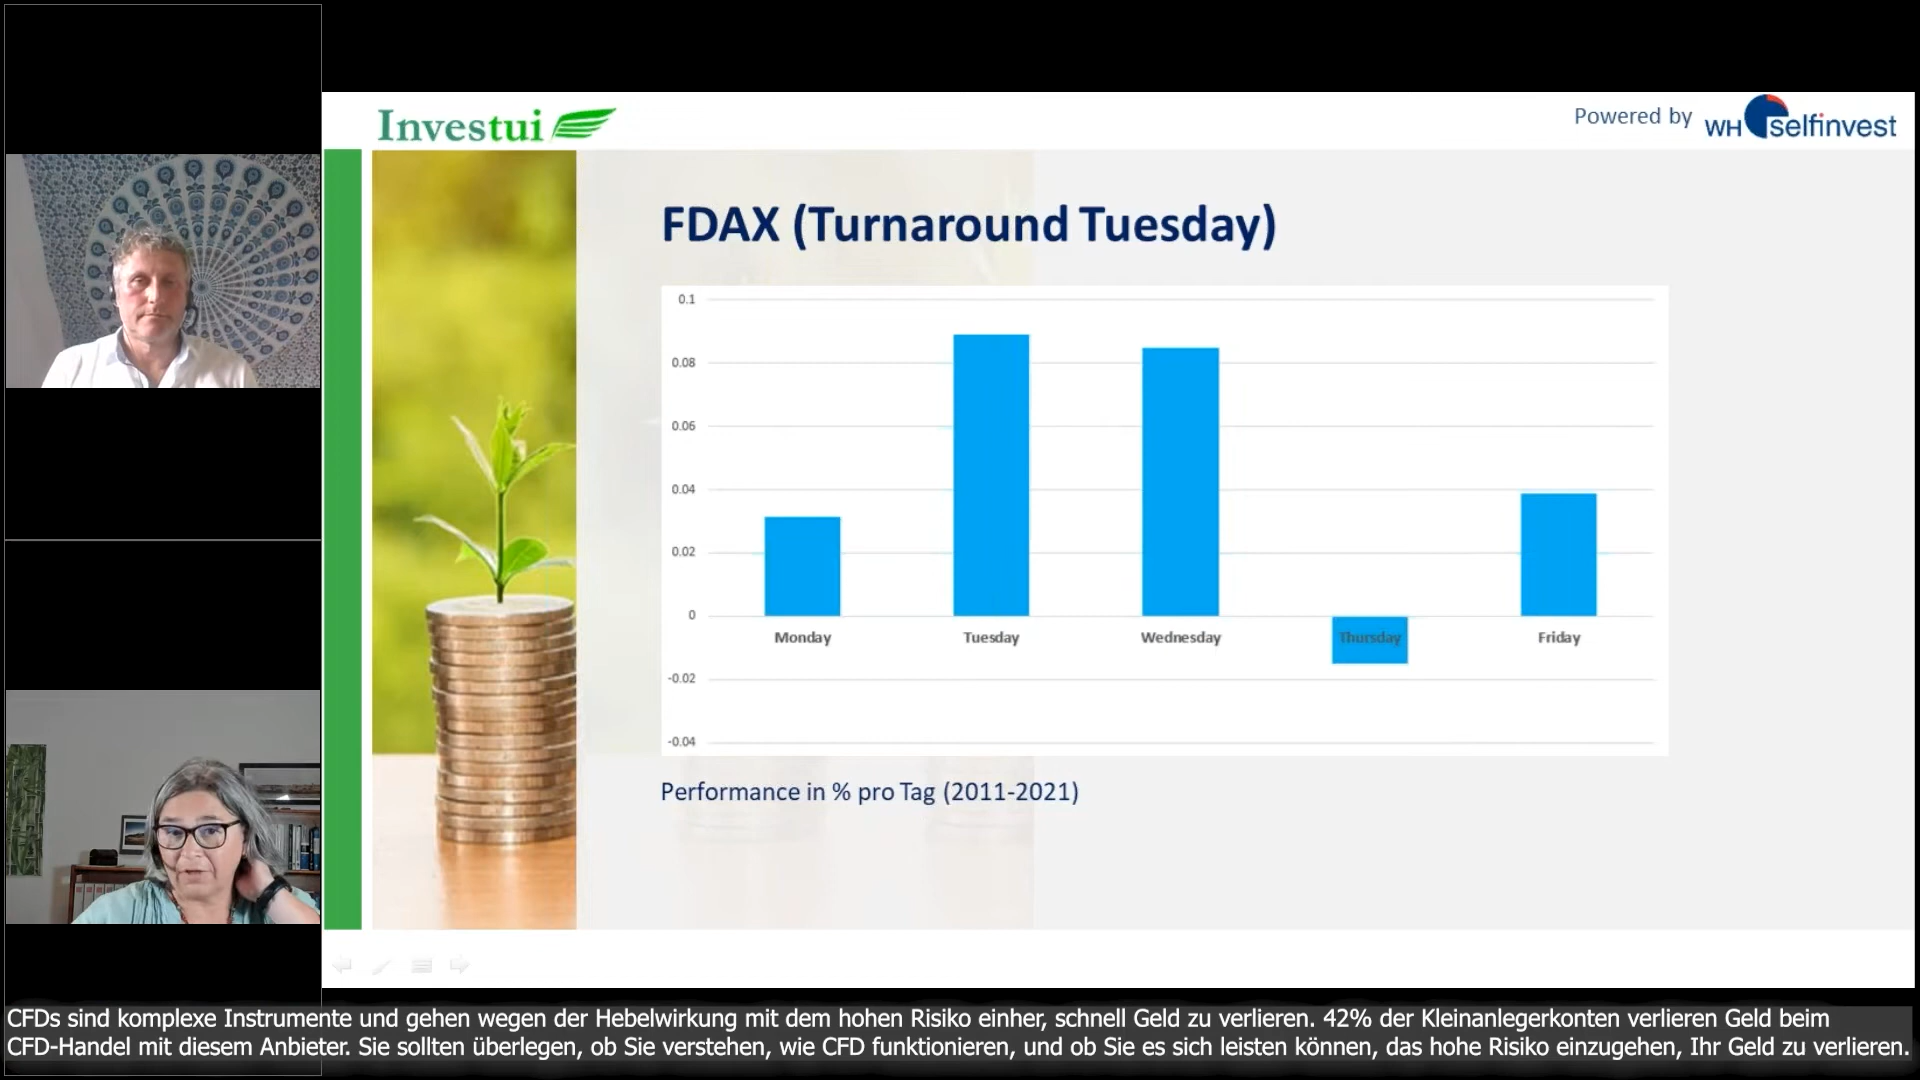 Investui
Powered by WH selfinvest
FDAX (Turnaround Tuesday)
0.1
0.08
0.06
0.04
0.02
0
Monday Tuesday Wednesday Thursday Friday
-0.02
-0.04
Performance in % pro Tag (2011-2021)
CFDs sind komplexe Instrumente und gehen wegen der Hebelwirkung mit dem hohen Risiko einher, schnell Geld zu verlieren. 42% der Kleinanlegerkonten verlieren Geld beim
CFD-Handel mit diesem Anbieter. Sie sollten überlegen, ob Sie verstehen, wie CFD funktionieren, und ob Sie es sich leisten können, das hohe Risiko einzugehen, Ihr Geld zu verlieren.